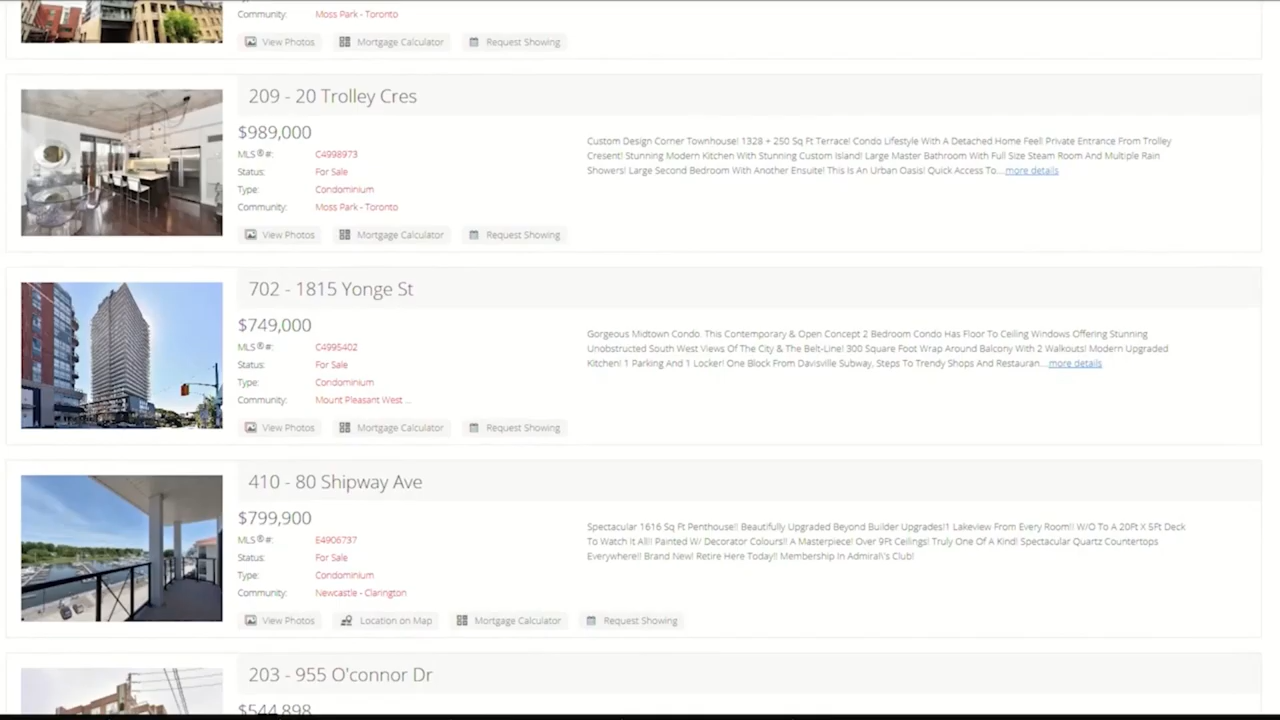 Community: Moss Park - Toronto
View Photos Mortgage Calculator Request Showing
209 - 20 Trolley Cres
$989,000
MLS®#: C4998973
Status: For Sale
Type: Condominium
Community: Moss Park - Toronto
Custom Design Corner Townhouse! 1328 + 250 Sq Ft Terrace! Condo Lifestyle With A Detached Home Feel! Private Entrance From Trolley
Cresent! Stunning Modern Kitchen With Stunning Custom Island! Large Master Bathroom With Full Size Steam Room And Multiple Rain
Showers! Large Second Bedroom With Another Ensuite! This Is An Urban Oasis! Quick Access To....more details
View Photos Mortgage Calculator Request Showing
702 - 1815 Yonge St
$749,000
MLS®#: C4995402
Status: For Sale
Type: Condominium
Community: Mount Pleasant West ...
Gorgeous Midtown Condo. This Contemporary & Open Concept 2 Bedroom Condo Has Floor To Ceiling Windows Offering Stunning
Unobstructed South West Views Of The City & The Belt-Line! 300 Square Foot Wrap Around Balcony With 2 Walkouts! Modern Upgraded
Kitchen! 1 Parking And 1 Locker! One Block From Davisville Subway, Steps To Trendy Shops And Restauran....more details
View Photos Mortgage Calculator Request Showing
410 - 80 Shipway Ave
$799,900
MLS®#: E4906737
Status: For Sale
Type: Condominium
Community: Newcastle - Clarington
Spectacular 1616 Sq Ft Penthouse!! Beautifully Upgraded Beyond Builder Upgrades!1 Lakeview From Every Room!! W/O To A 20Ft X 5Ft Deck
To Watch It All!! Painted W/ Decorator Colours!! A Masterpiece! Over 9Ft Ceilings! Truly One Of A Kind! Spectacular Quartz Countertops
Everywhere!! Brand New! Retire Here Today!! Membership In Admiral\'s Club!
View Photos Location on Map Mortgage Calculator Request Showing
203 - 955 O'connor Dr
$544,898